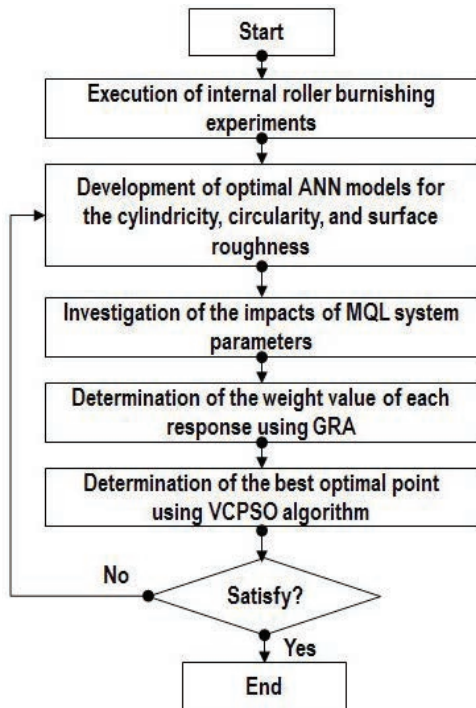 Start
Execution of internal roller burnishing
experiments
Development of optimal ANN models for
the cylindricity, circularity, and surface
roughness
Investigation of the impacts of MQL system
parameters
Determination of the weight value of each
response using GRA
Determination of the best optimal point
using VCPSO algorithm
No
Satisfy?
Yes
End